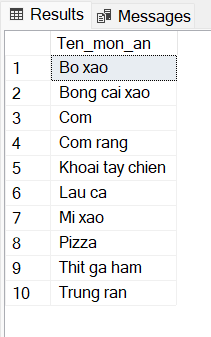 Results Messages
Ten_mon_an
1 Bo xao
2 Bong cai xao
3 Com
4 Com rang
5 Khoai tay chien
6 Lau ca
7 Mi xao
8 Pizza
9 Thit ga ham
10 Trung ran